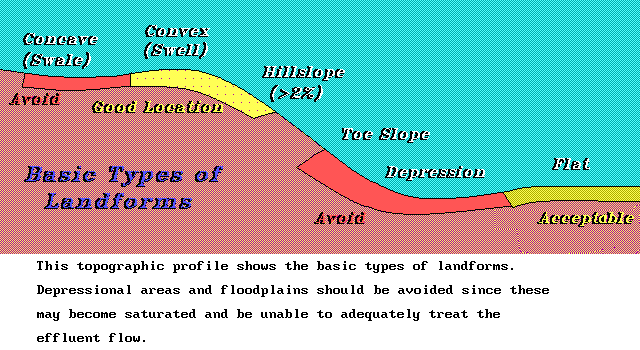 Concave
(Swale)
Convex
(Swell)
Hillslope
(>2%)
Avoid
Good Location
Toe Slope
Depression
Flat
Basic Types of
Landforms
Avoid
Acceptable
This topographic profile shows the basic types of landforms.
Depressional areas and floodplains should be avoided since these
may become saturated and be unable to adequately treat the
effluent flow.